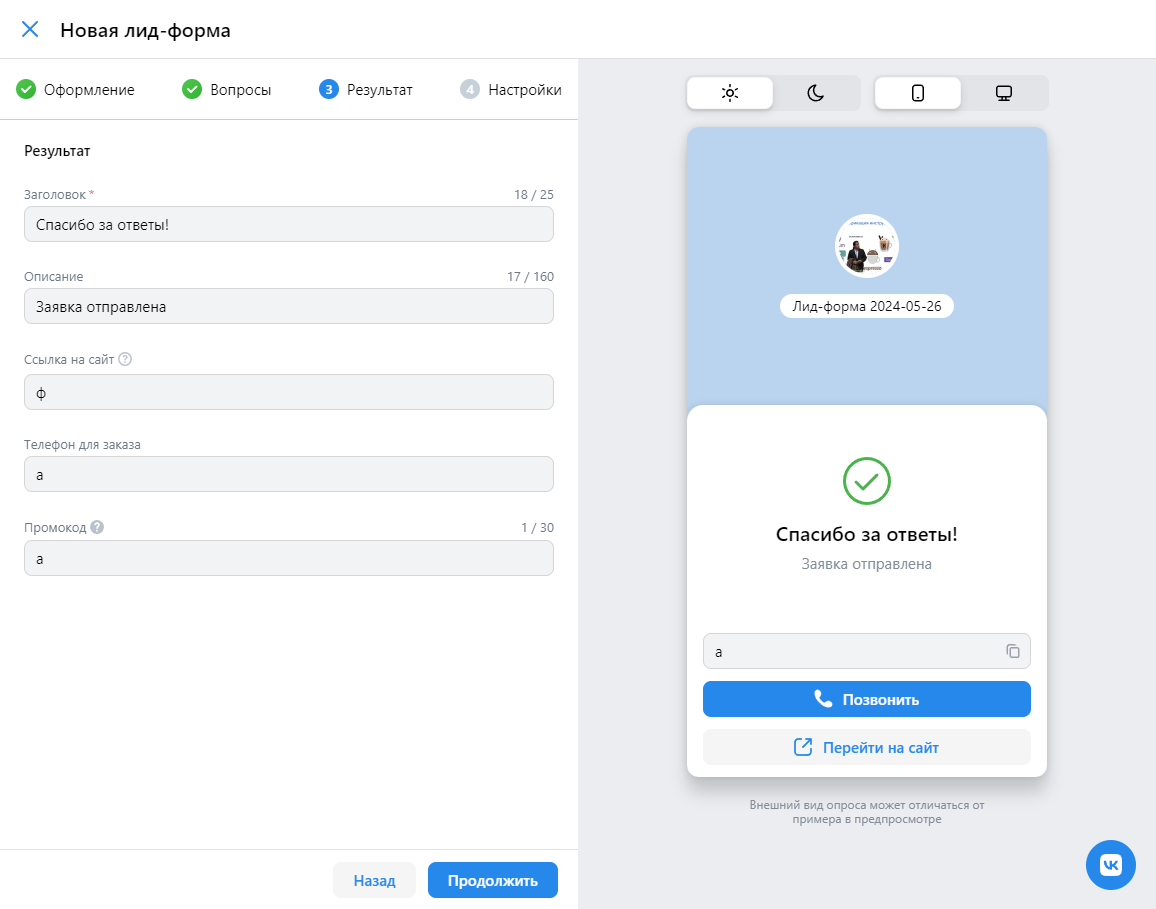 Новая лид-форма
Оформление
Вопросы
3 Результат
4 Настройки
Результат
Заголовок *
18 / 25
Спасибо за ответы!
Описание
17 / 160
Заявка отправлена
Ссылка на сайт ?
ф
Телефон для заказа
а
Промокод ?
1 / 30
а
Назад
Продолжить
Лид-форма 2024-05-26
Спасибо за ответы!
Заявка отправлена
а
Позвонить
Перейти на сайт
Внешний вид опроса может отличаться от
примера в предпросмотре